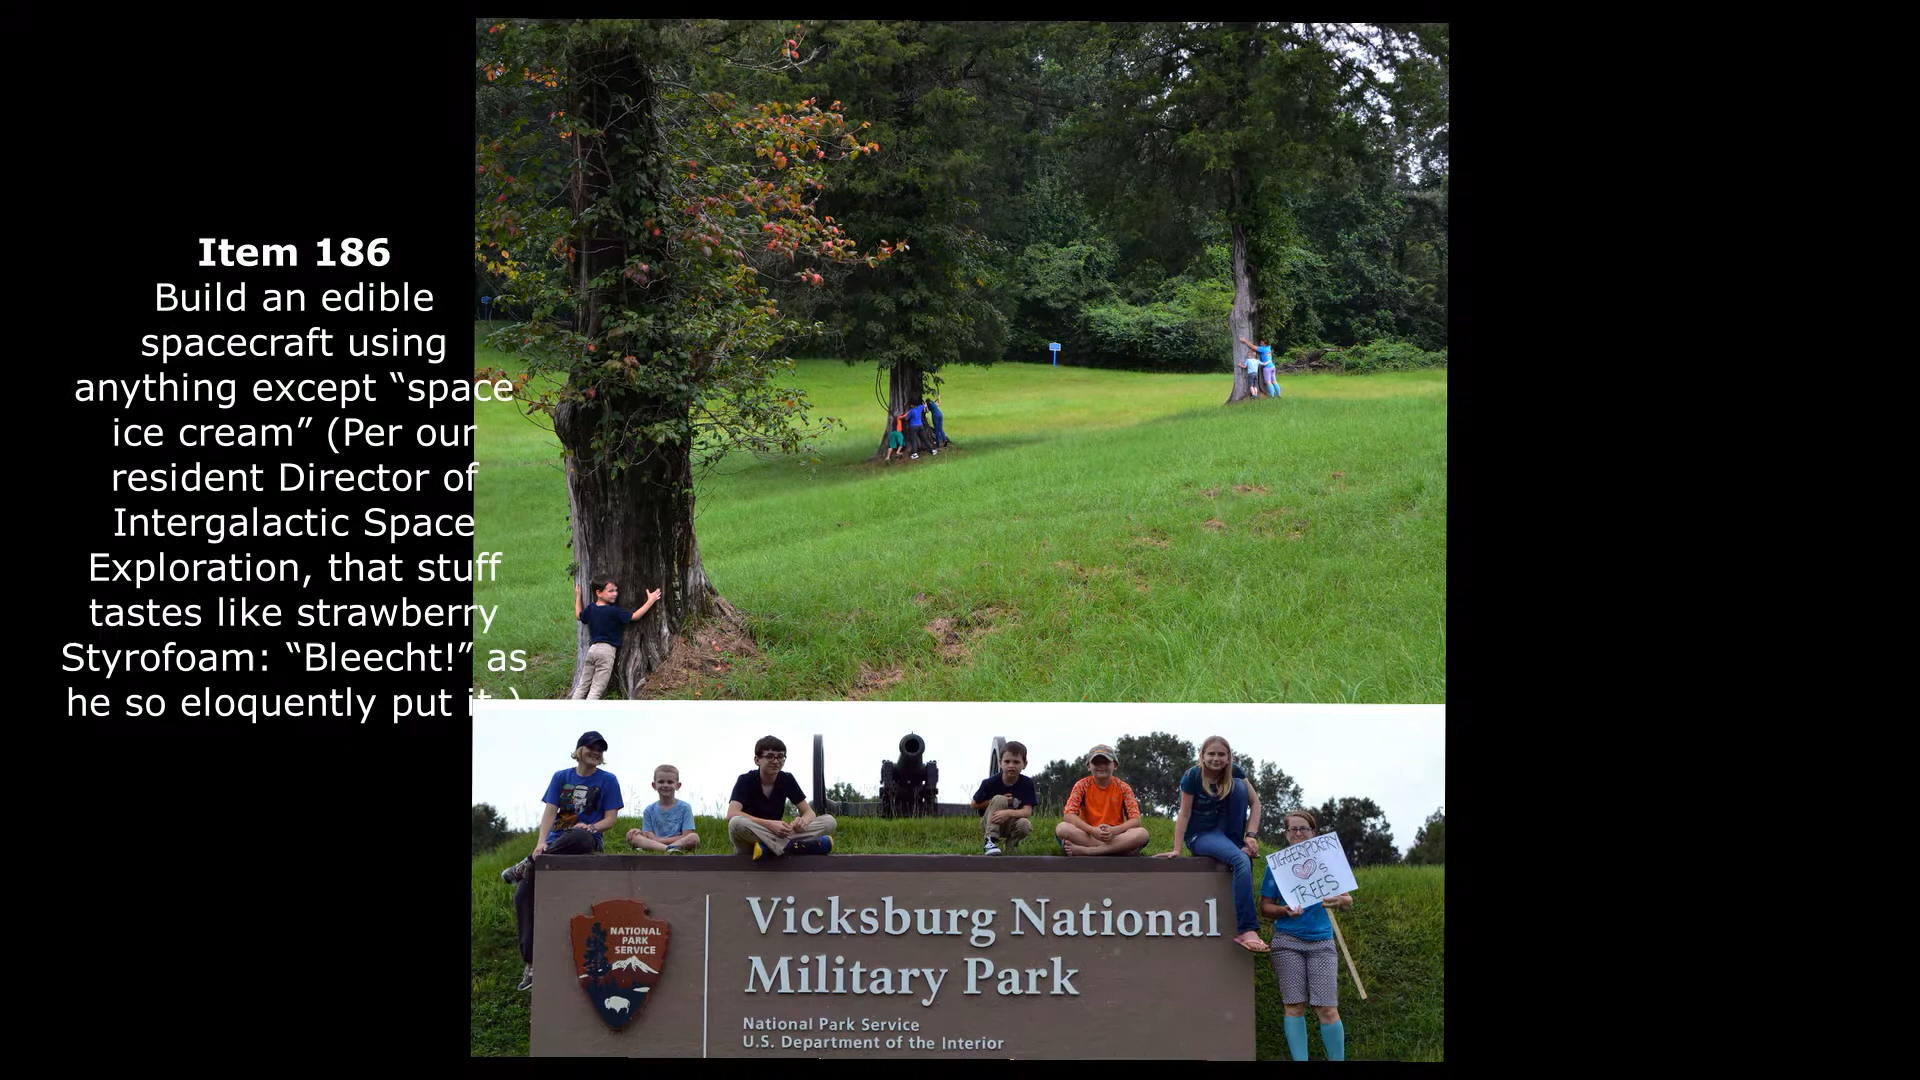 Item 186
Build an edible
spacecraft using
anything except “space
ice cream” (Per our
resident Director of
Intergalactic Space
Exploration, that stuff
tastes like strawberry
Styrofoam: “Bleecht!” as
he so eloquently put it.)
JIGGERPOKERY
♡'s
TREES
NATIONAL
PARK
SERVICE
Vicksburg National
Military Park
National Park Service
U.S. Department of the Interior